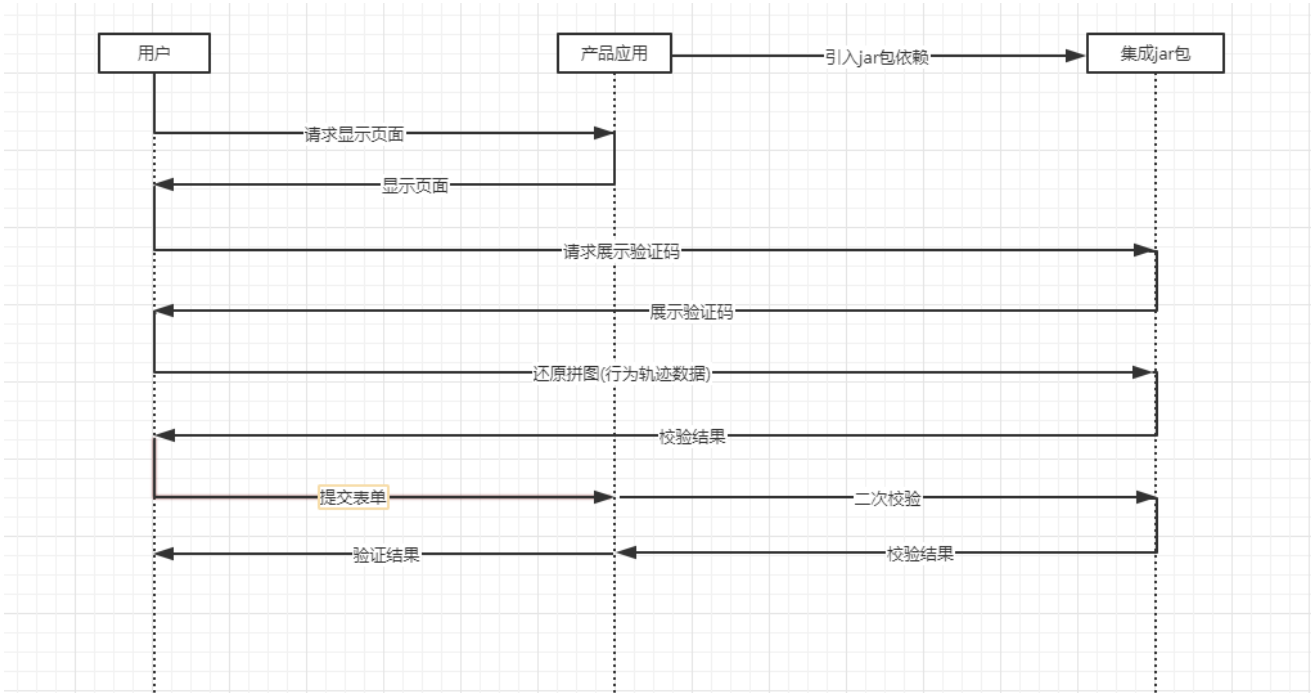 用户
产品应用
引入jar包依赖
集成jar包
请求显示页面
显示页面
请求展示验证码
展示验证码
还原拼图(行为轨迹数据)
校验结果
提交表单
二次校验
验证结果
校验结果